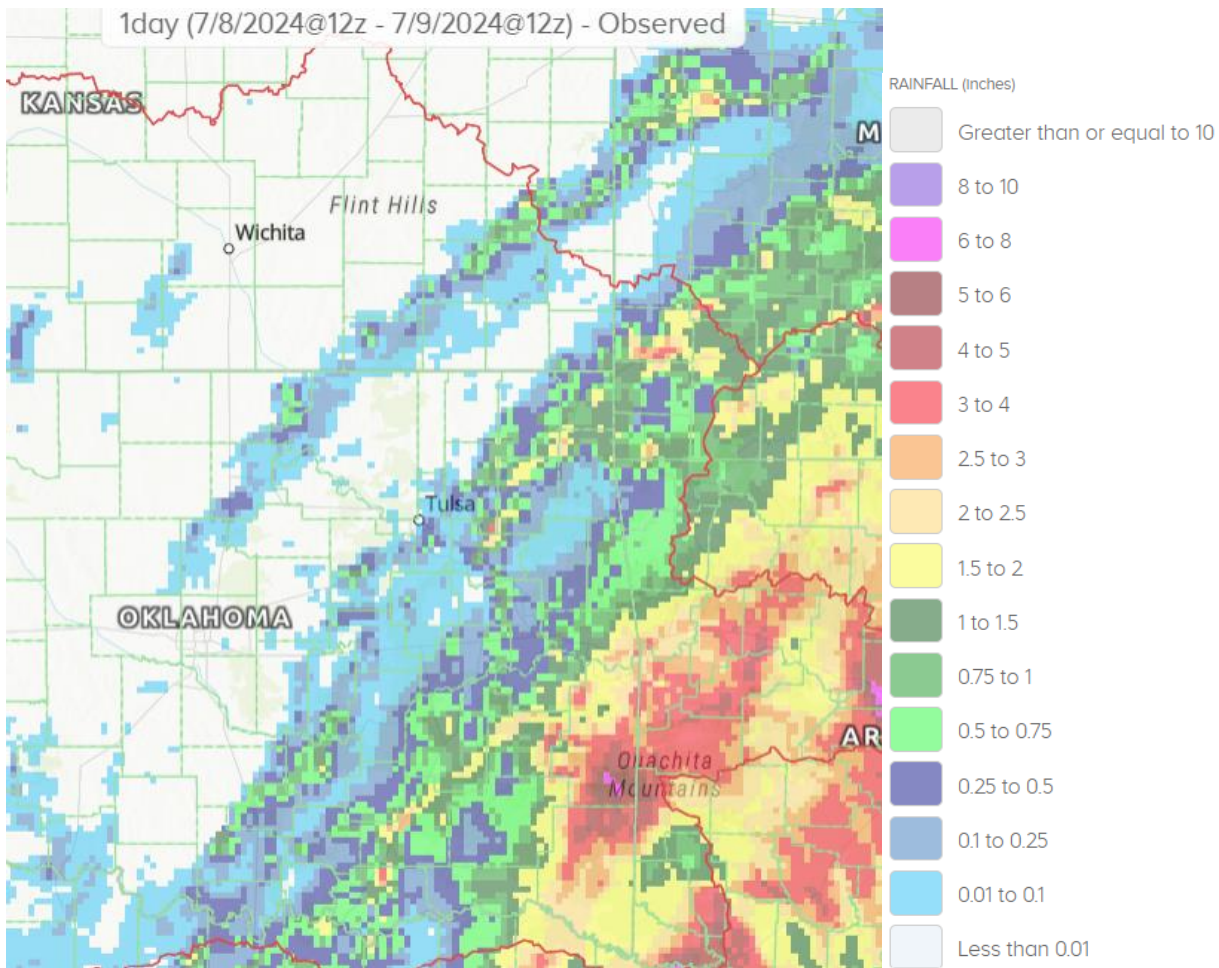 1day (7/8/2024@12z - 7/9/2024@12z) - Observed
RAINFALL (Inches)
KANSAS
M
Greater than or equal to 10
8 to 10
Flint Hills
Wichita
6 to 8
5 to 6
4 to 5
3 to 4
2.5 to 3
Tulsa
2 to 2.5
1.5 to 2
OKLAHOMA
1 to 1.5
0.75 to 1
AR
0.5 to 0.75
Ouachita
Mountains
0.25 to 0.5
0.1 to 0.25
0.01 to 0.1
Less than 0.01